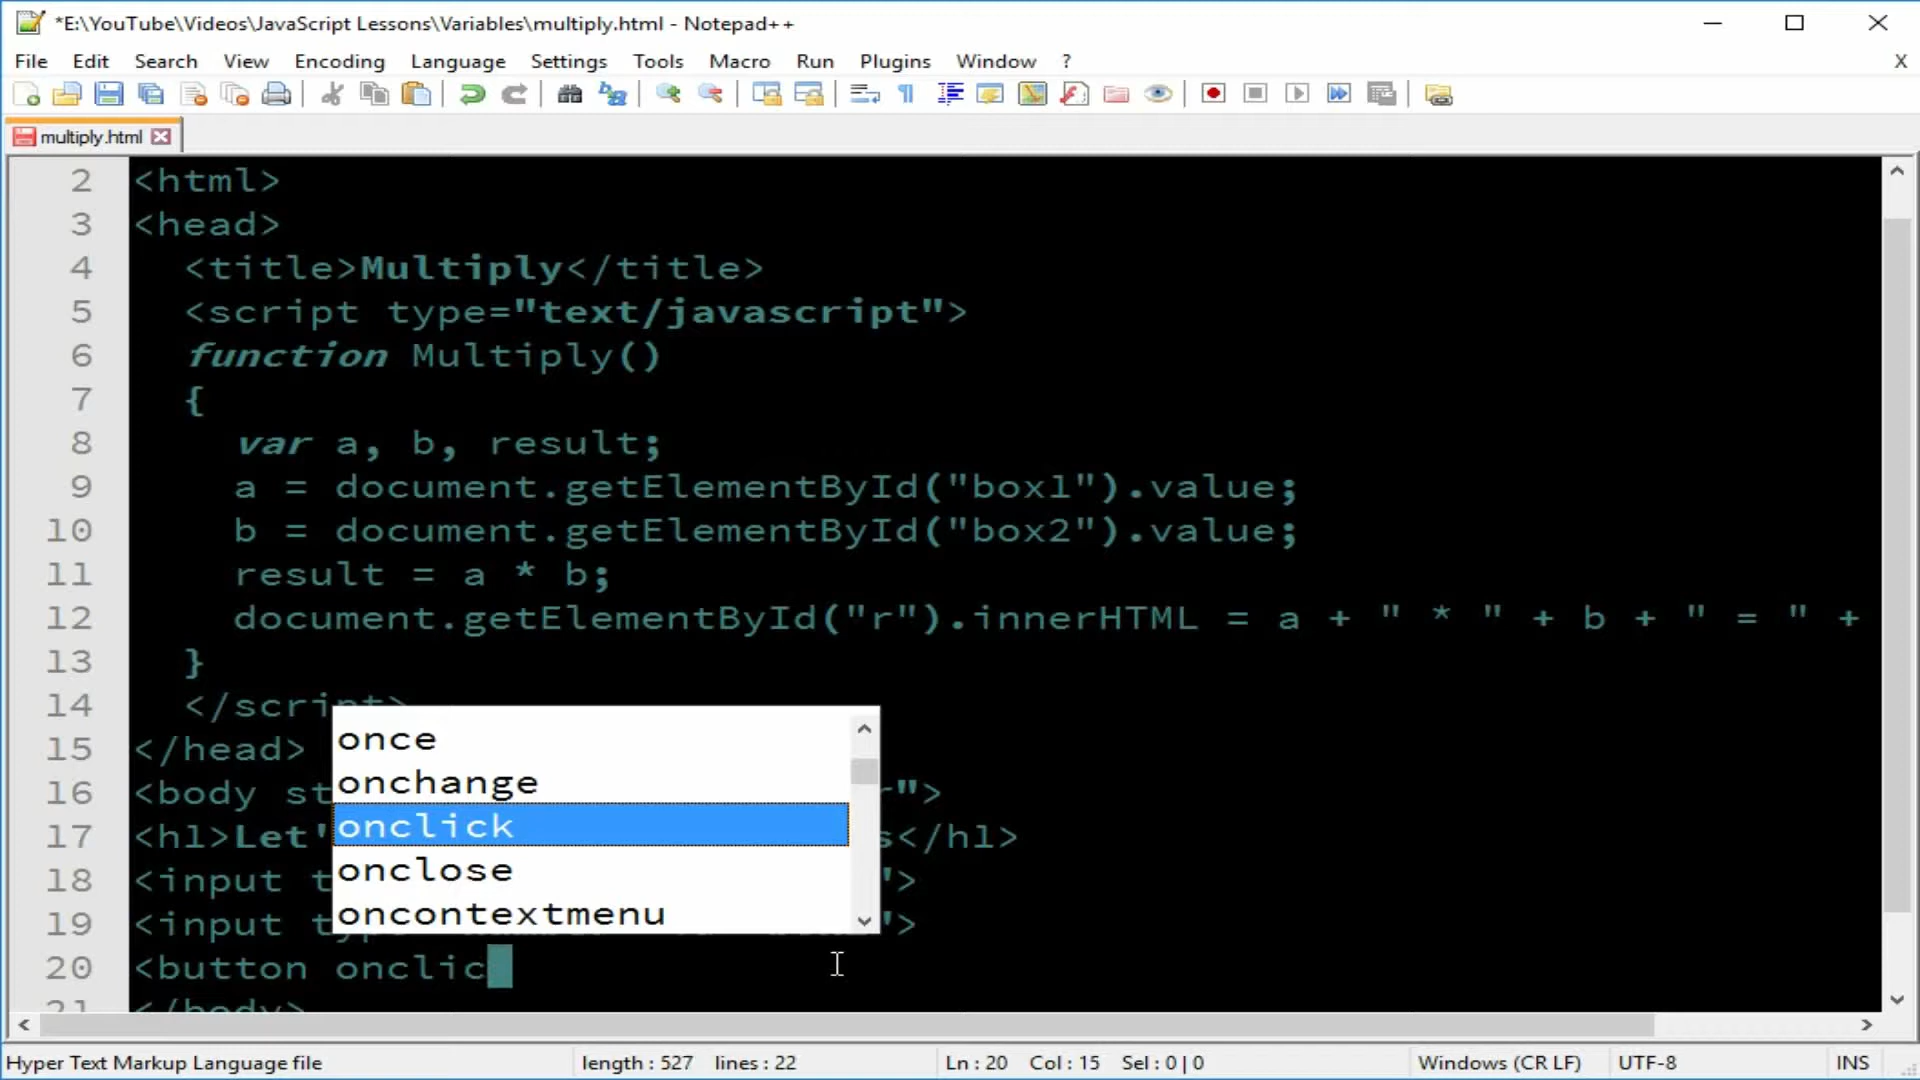 *E:\YouTube\Videos\JavaScript Lessons\Variables\multiply.html - Notepad++
File Edit Search View Encoding Language Settings Tools Macro Run Plugins Window ? X
multiply.html
2 <html>
3 <head>
4 <title>Multiply</title>
5 <script type="text/javascript">
6 function Multiply()
7 {
8 var a, b, result;
9 a = document.getElementById("box1").value;
10 b = document.getElementById("box2").value;
11 result = a * b;
12 document.getElementById("r").innerHTML = a + " * " + b + " = " +
13 }
14 </script>
15 </head>
16 <body st r">
17 <h1>Let' s</h1>
18 <input t ">
19 <input ">
20 <button onclic
21 </body>
once
onchange
onclick
onclose
oncontextmenu
Hyper Text Markup Language file length : 527 lines : 22 Ln : 20 Col : 15 Sel : 0 | 0 Windows (CR LF) UTF-8 INS